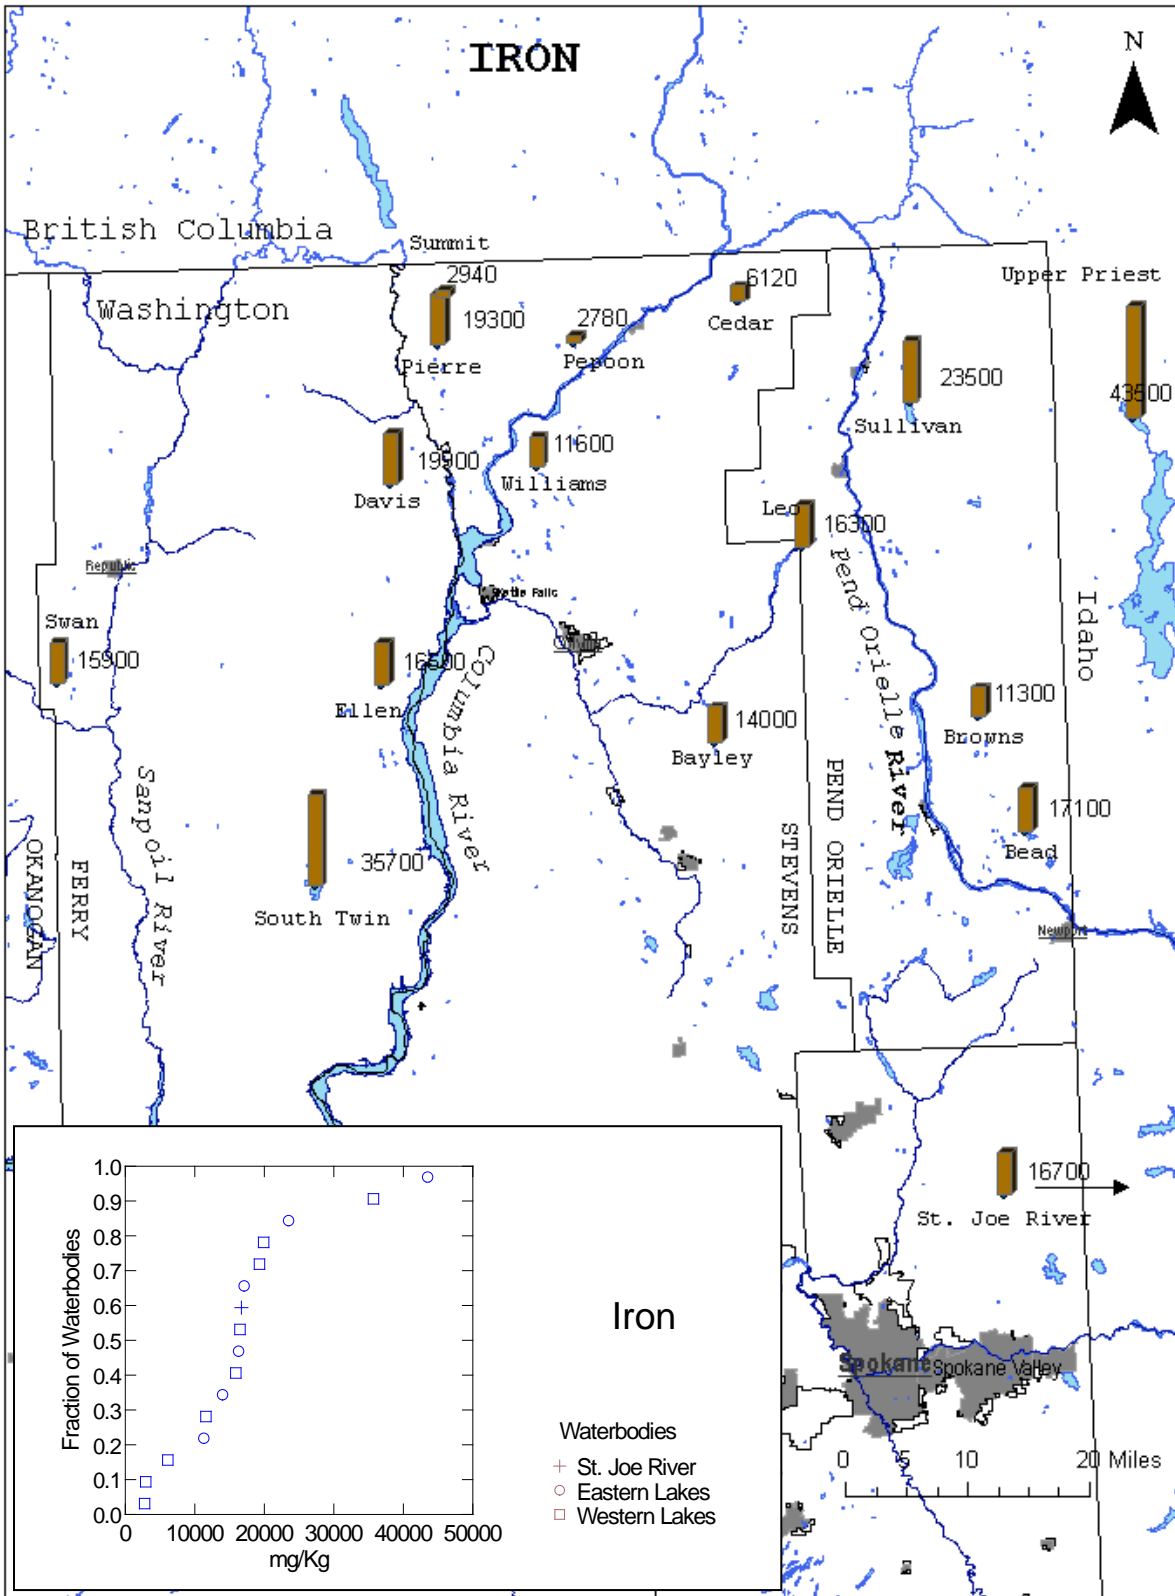 IRON
N
British Columbia
Summit
Washington
2940
19300
Pierre
2780
Pepoon
6120
Cedar
Upper Priest
43500
23500
Sullivan
19900
Davis
11600
Williams
Leo
16300
Republic
Kettle Falls
Swan
15900
16500
Ellen
Columbia River
Pend Orielle River
Idaho
14000
Bayley
11300
Browns
17100
Bead
Sanpoil River
35700
South Twin
OKANOGAN
FERRY
STEVENS
PEND ORIELLE
Newport
16700
St. Joe River
Spokane
Spokane Valley
0 5 10 20 Miles
Fraction of Waterbodies
1.0
0.9
0.8
0.7
0.6
0.5
0.4
0.3
0.2
0.1
0.0
0 10000 20000 30000 40000 50000
mg/Kg
Iron
Waterbodies
St. Joe River
Eastern Lakes
Western Lakes